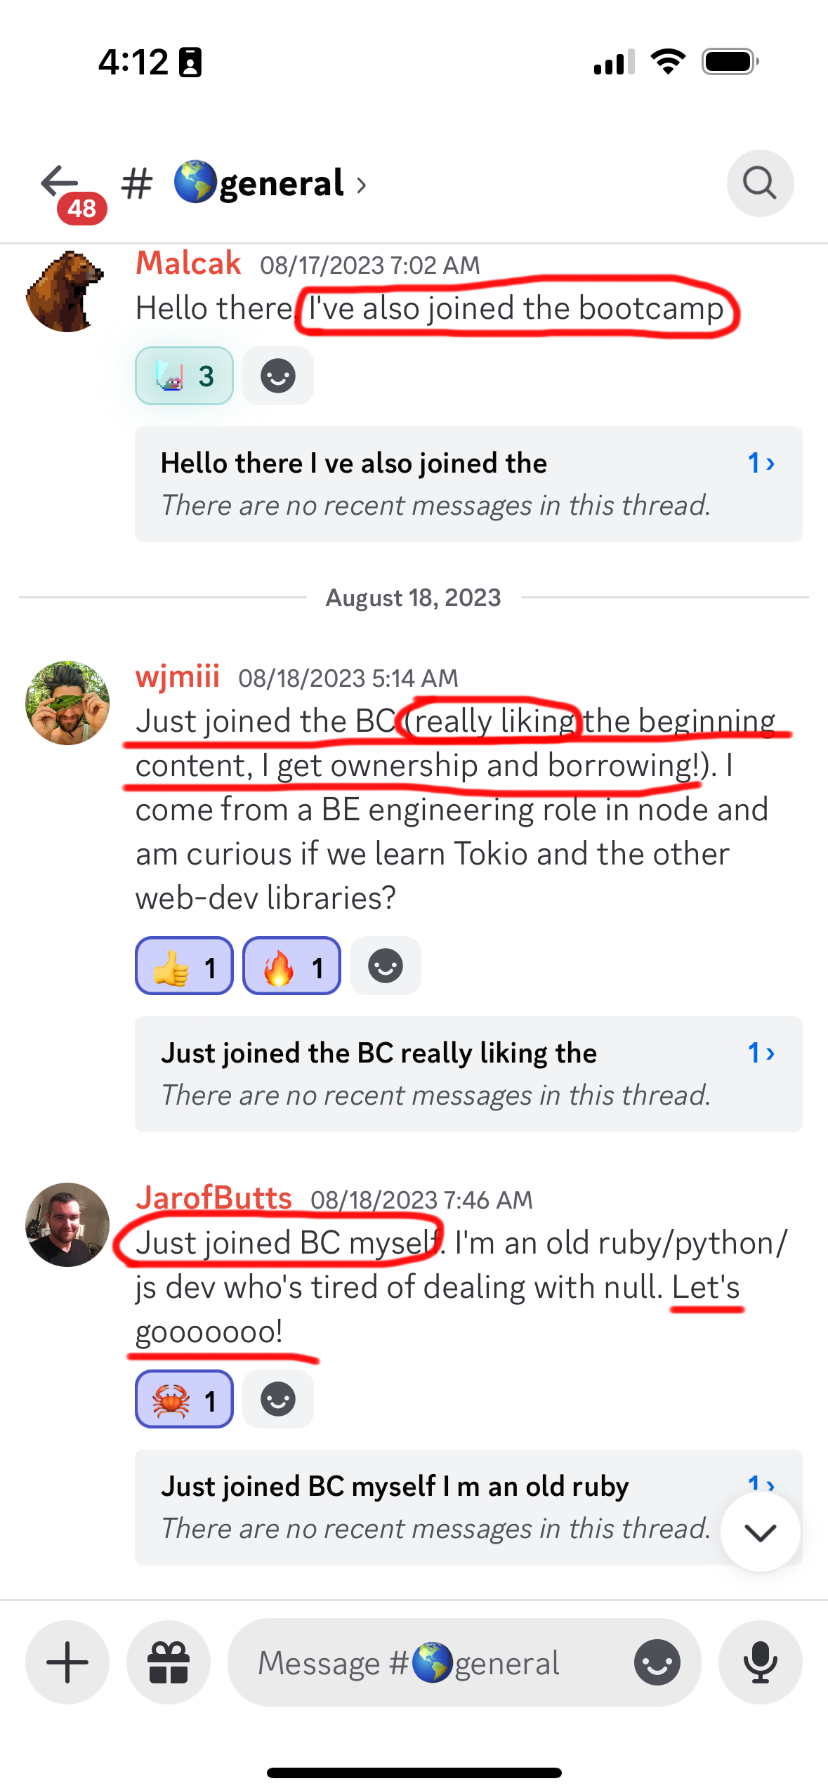 4:12
48
# general ›
Malcak 08/17/2023 7:02 AM
Hello there, I've also joined the bootcamp
3
Hello there I ve also joined the 1 ›
There are no recent messages in this thread.
August 18, 2023
wjmiii 08/18/2023 5:14 AM
Just joined the BC (really liking the beginning
content, I get ownership and borrowing!). I
come from a BE engineering role in node and
am curious if we learn Tokio and the other
web-dev libraries?
1 1
Just joined the BC really liking the 1 ›
There are no recent messages in this thread.
JarofButts 08/18/2023 7:46 AM
Just joined BC myself. I'm an old ruby/python/
js dev who's tired of dealing with null. Let's
gooooooo!
1
Just joined BC myself I m an old ruby 1 ›
There are no recent messages in this thread.
Message # general